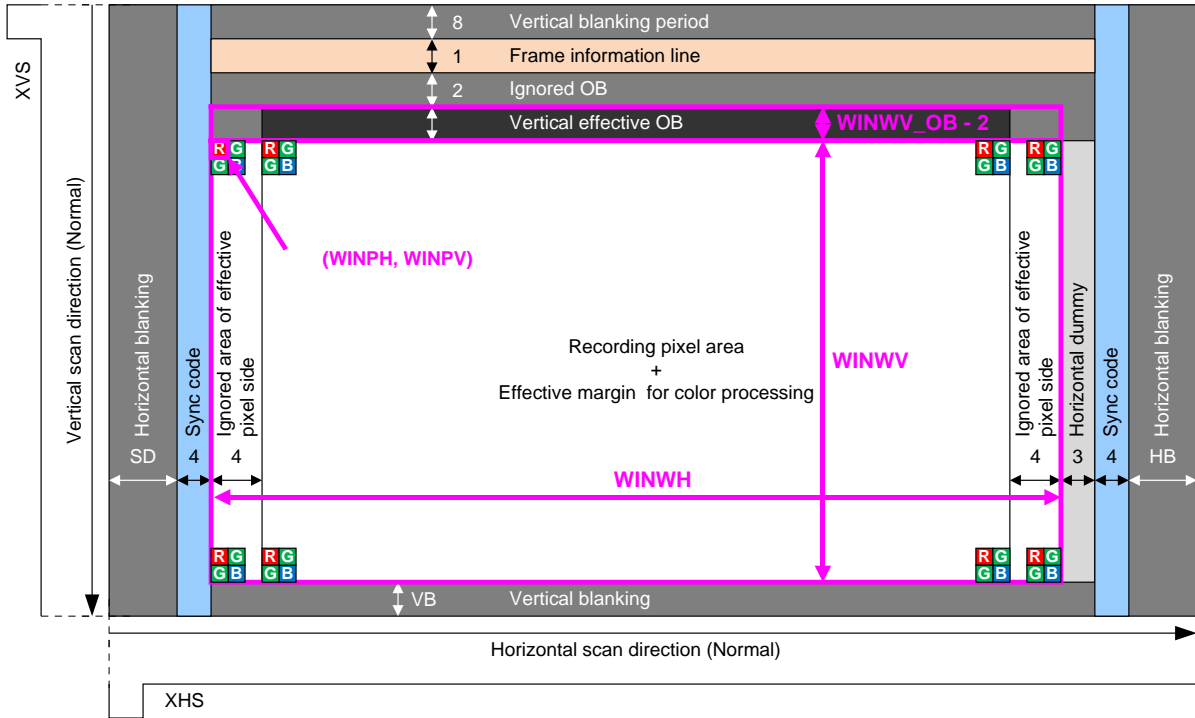 XVS
Vertical scan direction (Normal)
8
Vertical blanking period
1
Frame information line
2
Ignored OB
Vertical effective OB
WINWV_OB - 2
R G
G B
R G
G B
R G
G B
R G
G B
(WINPH, WINPV)
Horizontal blanking
SD
Sync code
4
Ignored area of effective
pixel side
4
Recording pixel area
+
Effective margin  for color processing
WINWV
WINWH
Ignored area of effective
pixel side
4
Horizontal dummy
3
Sync code
4
Horizontal blanking
HB
R G
G B
R G
G B
R G
G B
R G
G B
VB
Vertical blanking
Horizontal scan direction (Normal)
XHS